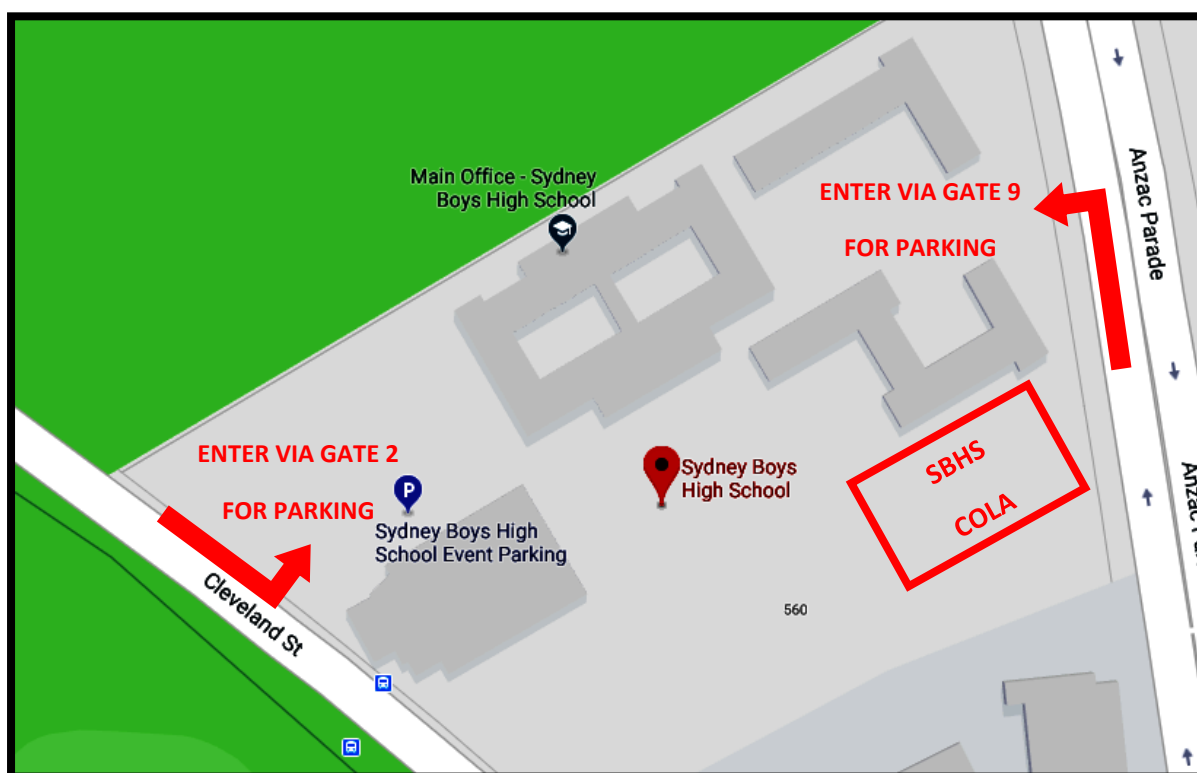 Main Office - Sydney
Boys High School
ENTER VIA GATE 9
FOR PARKING
Anzac Parade
ENTER VIA GATE 2
FOR PARKING
P
Sydney Boys High
School Event Parking
Sydney Boys
High School
SBHS
COLA
Cleveland St
560